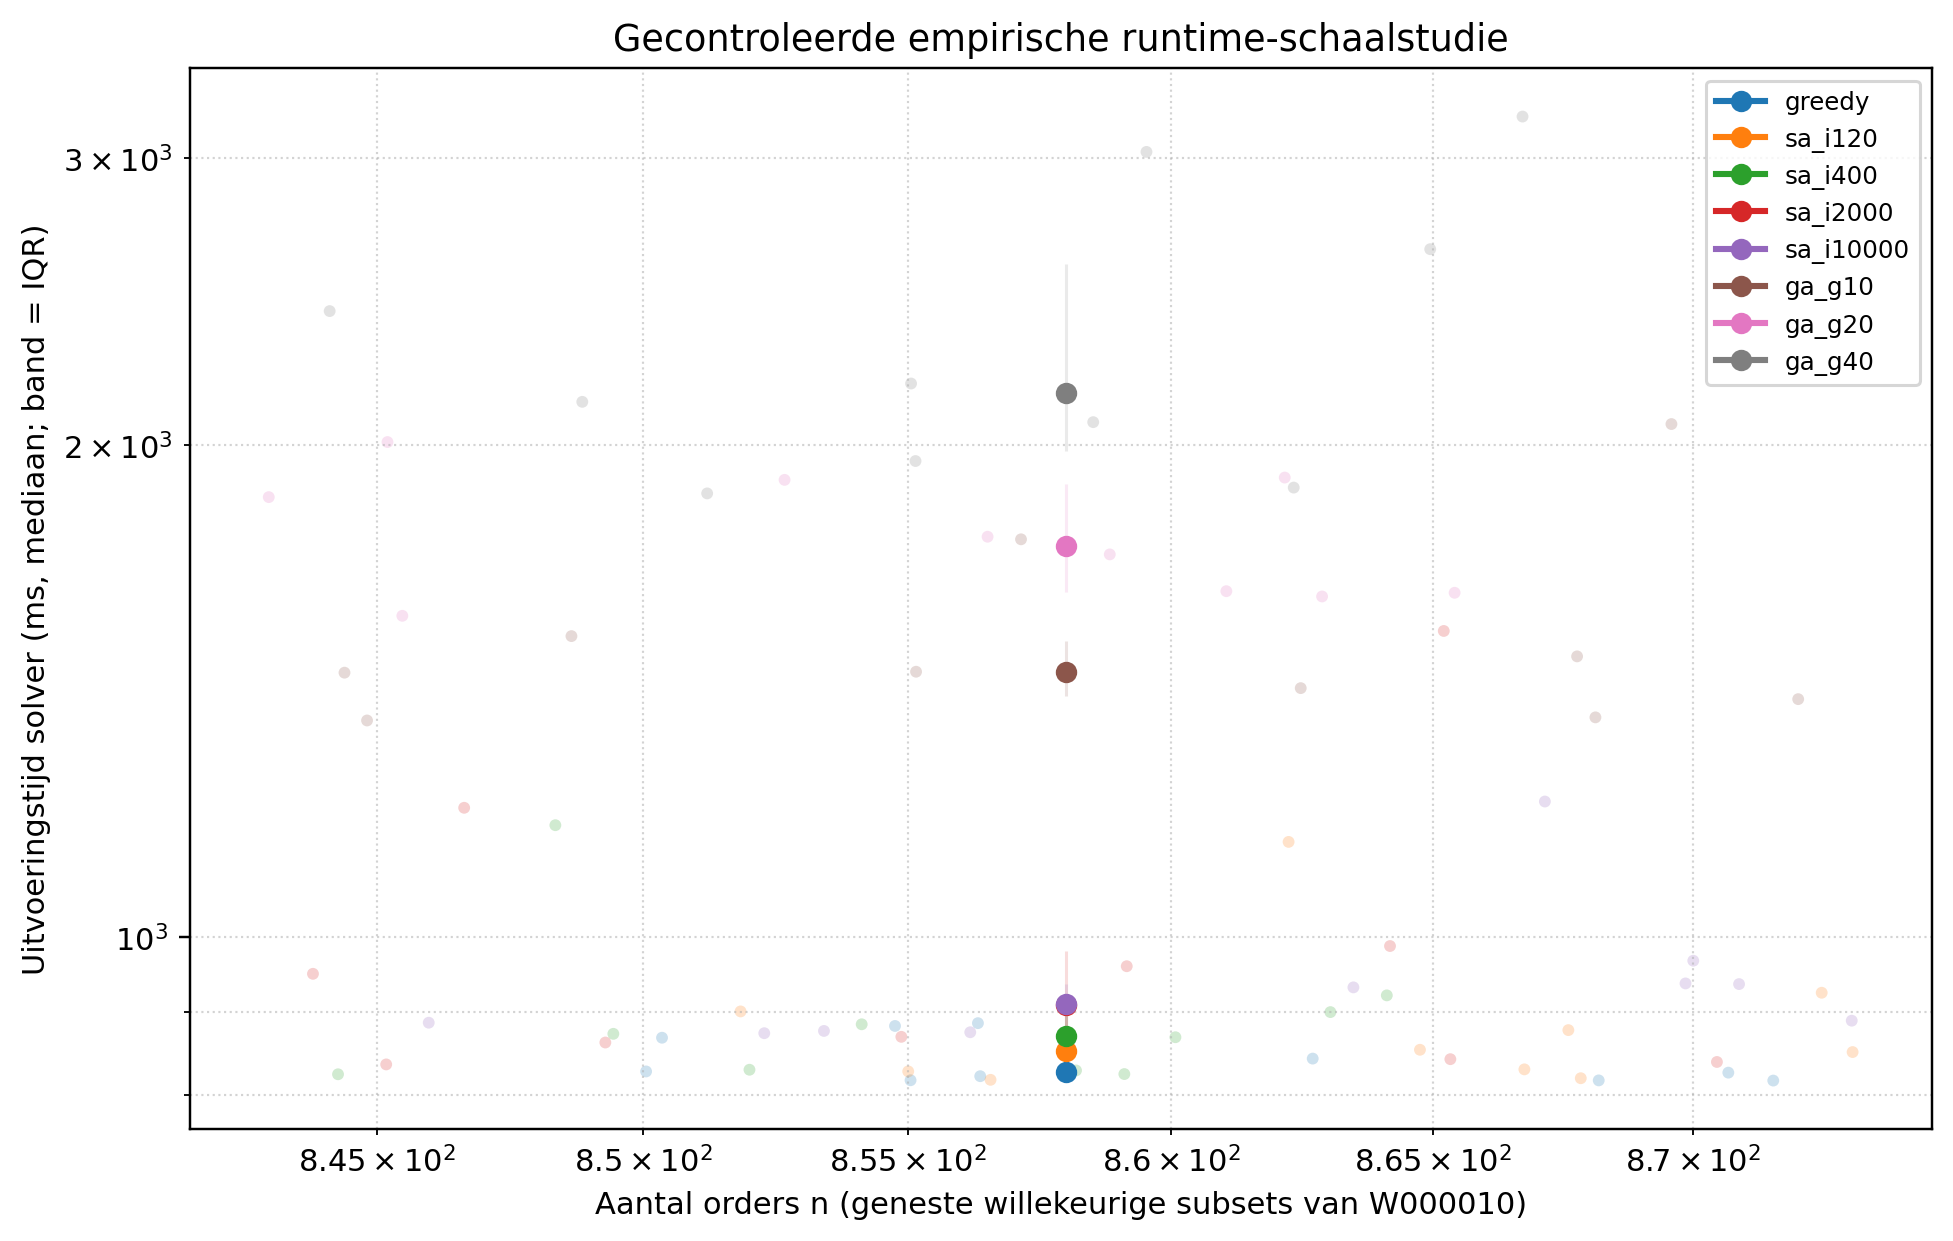 Gecontroleerde empirische runtime-schaalstudie
Uitvoeringstijd solver (ms, mediaan; band = IQR)
3 × 10³
2 × 10³
10³
greedy
sa_i120
sa_i400
sa_i2000
sa_i10000
ga_g10
ga_g20
ga_g40
8.45 × 10² 8.5 × 10² 8.55 × 10² 8.6 × 10² 8.65 × 10² 8.7 × 10²
Aantal orders n (geneste willekeurige subsets van W000010)